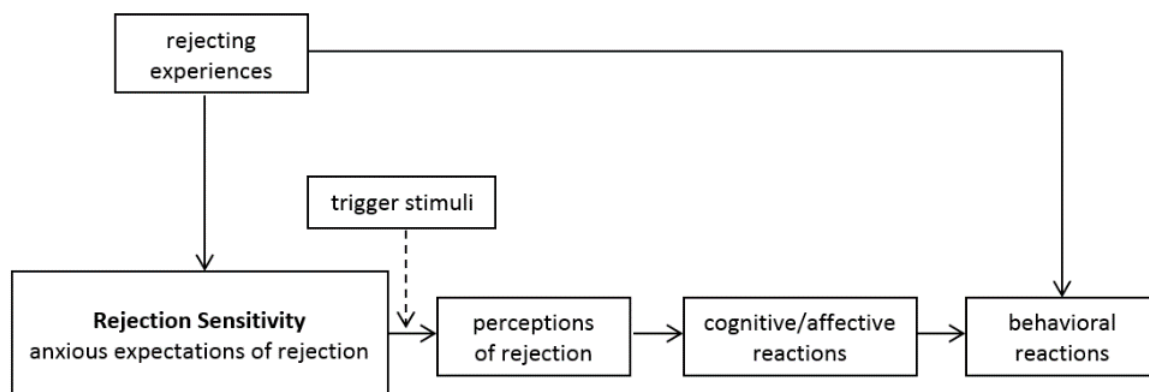 rejecting
experiences
trigger stimuli
Rejection Sensitivity
anxious expectations of rejection
perceptions
of rejection
cognitive/affective
reactions
behavioral
reactions